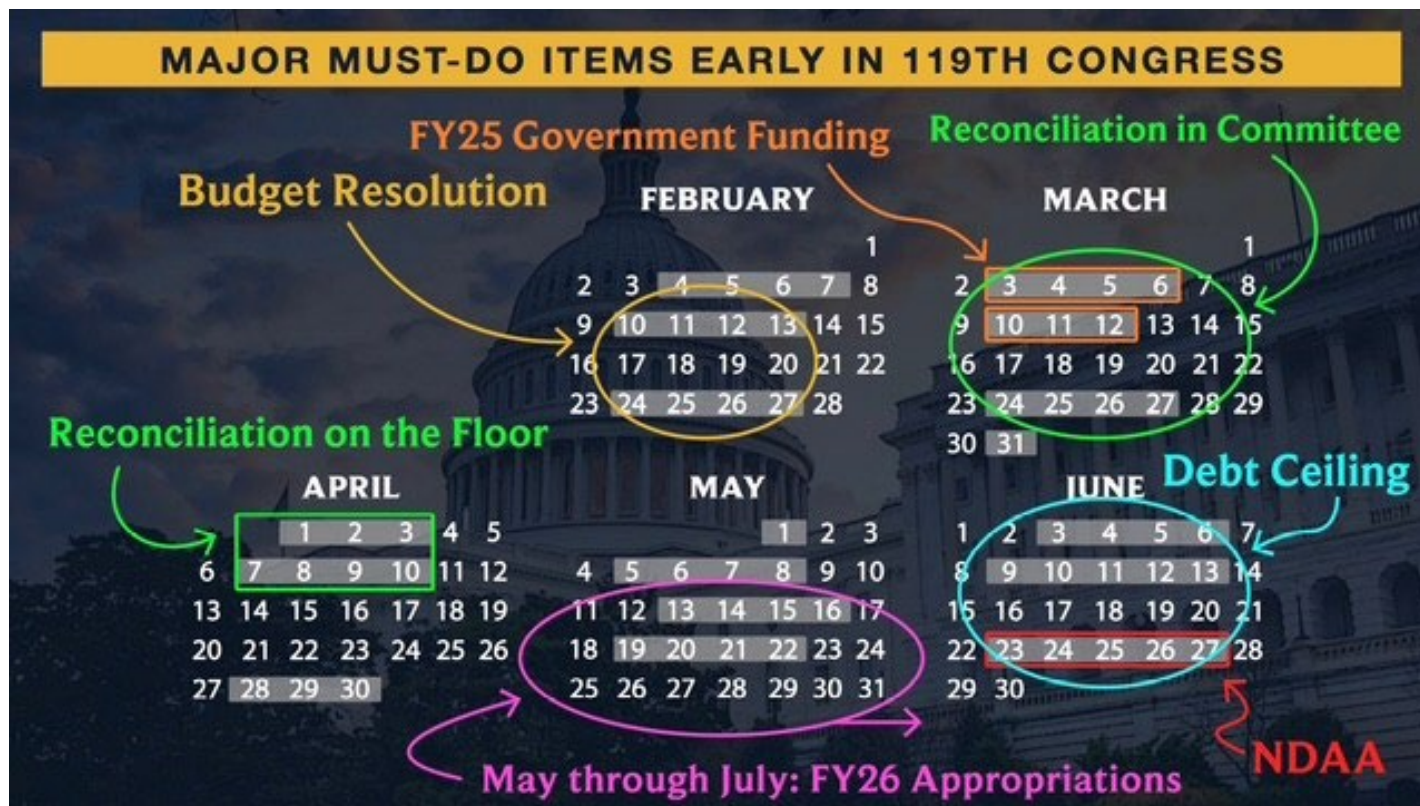 MAJOR MUST-DO ITEMS EARLY IN 119TH CONGRESS
FY25 Government Funding
Reconciliation in Committee
Budget Resolution
FEBRUARY
1
2 3 4 5 6 7 8
9 10 11 12 13 14 15
16 17 18 19 20 21 22
23 24 25 26 27 28
MARCH
1
2 3 4 5 6 7 8
9 10 11 12 13 14 15
16 17 18 19 20 21 22
23 24 25 26 27 28 29
30 31
Reconciliation on the Floor
Debt Ceiling
APRIL
1 2 3 4 5
6 7 8 9 10 11 12
13 14 15 16 17 18 19
20 21 22 23 24 25 26
27 28 29 30
MAY
1 2 3
4 5 6 7 8 9 10
11 12 13 14 15 16 17
18 19 20 21 22 23 24
25 26 27 28 29 30 31
JUNE
1 2 3 4 5 6 7
8 9 10 11 12 13 14
15 16 17 18 19 20 21
22 23 24 25 26 27 28
29 30
NDAA
May through July: FY26 Appropriations